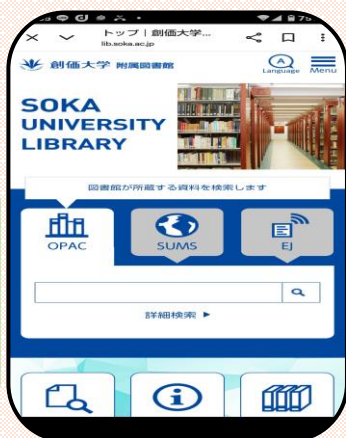 トップ | 創価大学...
lib.soka.ac.jp
創価大学 附属図書館
Language
Menu
SOKA
UNIVERSITY
LIBRARY
図書館が所蔵する資料を検索します
OPAC
SUMS
EJ
詳細検索 ▶